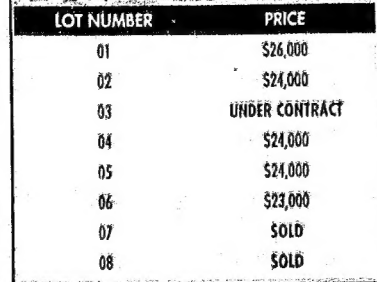 LOT NUMBER PRICE
01 $26,000
02 $24,000
03 UNDER CONTRACT
04 $24,000
05 $24,000
06 $23,000
07 SOLD
08 SOLD